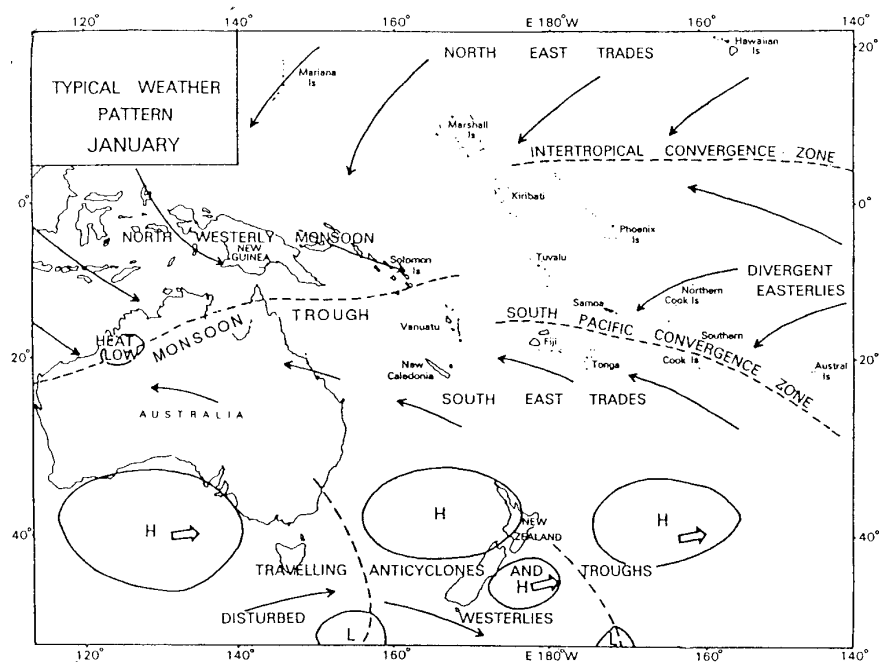 120° 140° 160° E 180° W 160° 140°
20° 20°
TYPICAL WEATHER
PATTERN
JANUARY
Mariana
Is
NORTH EAST TRADES
Hawaiian
Is
Marshall
Is
INTERTROPICAL CONVERGENCE ZONE
0° 0°
Kiribati
Phoenix
Is
NORTH WESTERLY MONSOON
NEW
GUINEA
Solomon
Is
Tuvalu
DIVERGENT
EASTERLIES
Northern
Cook Is
Samoa
MONSOON TROUGH
HEAT
LOW
Vanuatu
SOUTH PACIFIC CONVERGENCE ZONE
Fiji
Southern
Cook Is
20° 20°
New
Caledonia
Tonga
Austral
Is
SOUTH EAST TRADES
AUSTRALIA
H
H
H
40° 40°
NEW
ZEALAND
TRAVELLING ANTICYCLONES AND TROUGHS
H
DISTURBED WESTERLIES
L
L
120° 140° 160° E 180° W 160° 140°